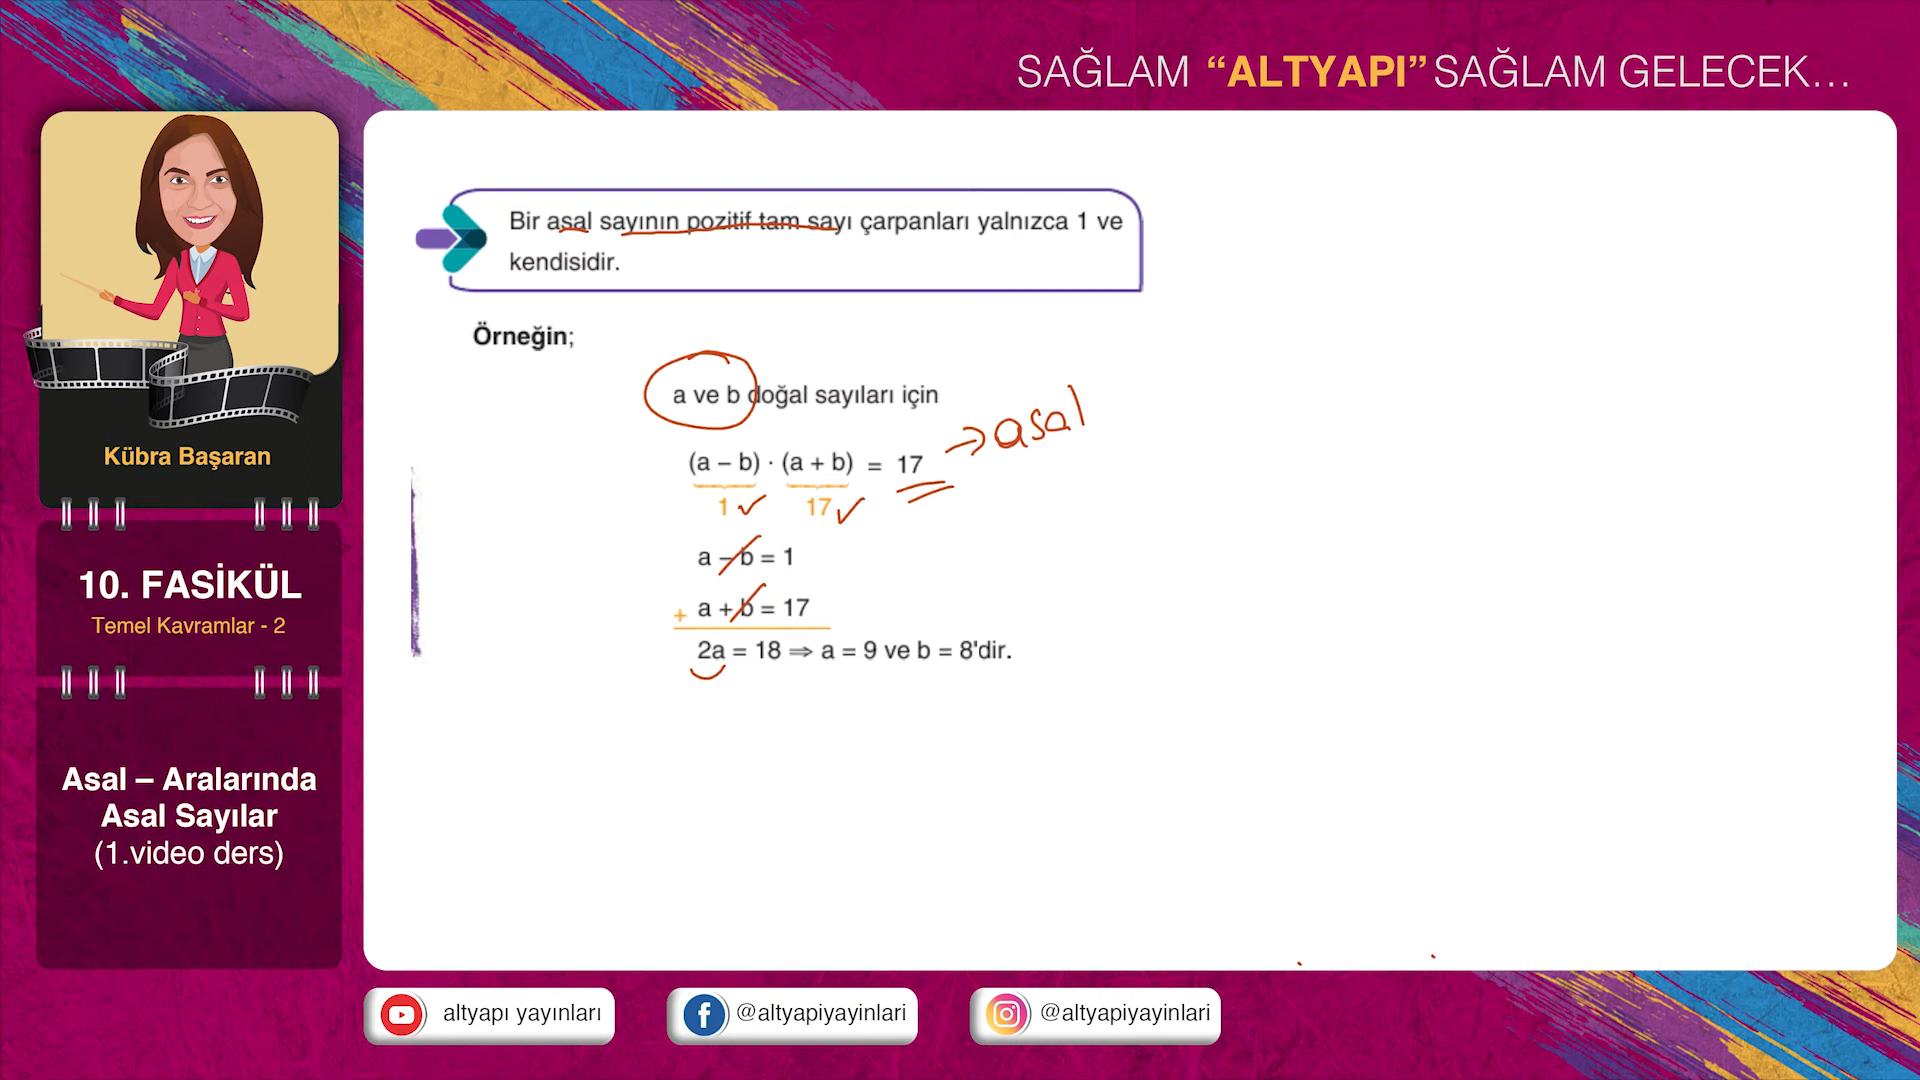 SAĞLAM “ALTYAPI” SAĞLAM GELECEK...
Kübra Başaran
10. FASİKÜL
Temel Kavramlar - 2
Asal – Aralarında
Asal Sayılar
(1.video ders)
Bir asal sayının pozitif tam sayı çarpanları yalnızca 1 ve
kendisidir.
Örneğin;
a ve b doğal sayıları için
(a – b) · (a + b) = 17 → asal
1 ✓ 17 ✓
a – b = 1
+ a + b = 17
2a = 18 ⇒ a = 9 ve b = 8'dir.
altyapı yayınları
@altyapiyayinlari
@altyapiyayinlari